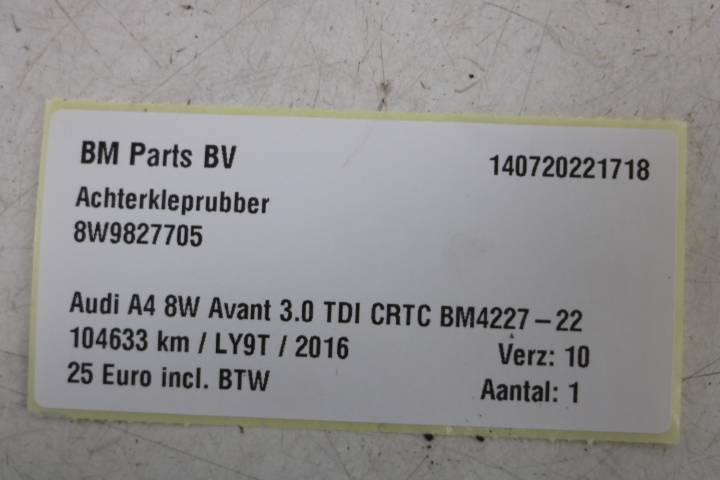 BM Parts BV 140720221718
Achterkleprubber
8W9827705
Audi A4 8W Avant 3.0 TDI CRTC BM4227-22
104633 km / LY9T / 2016 Verz: 10
25 Euro incl. BTW Aantal: 1